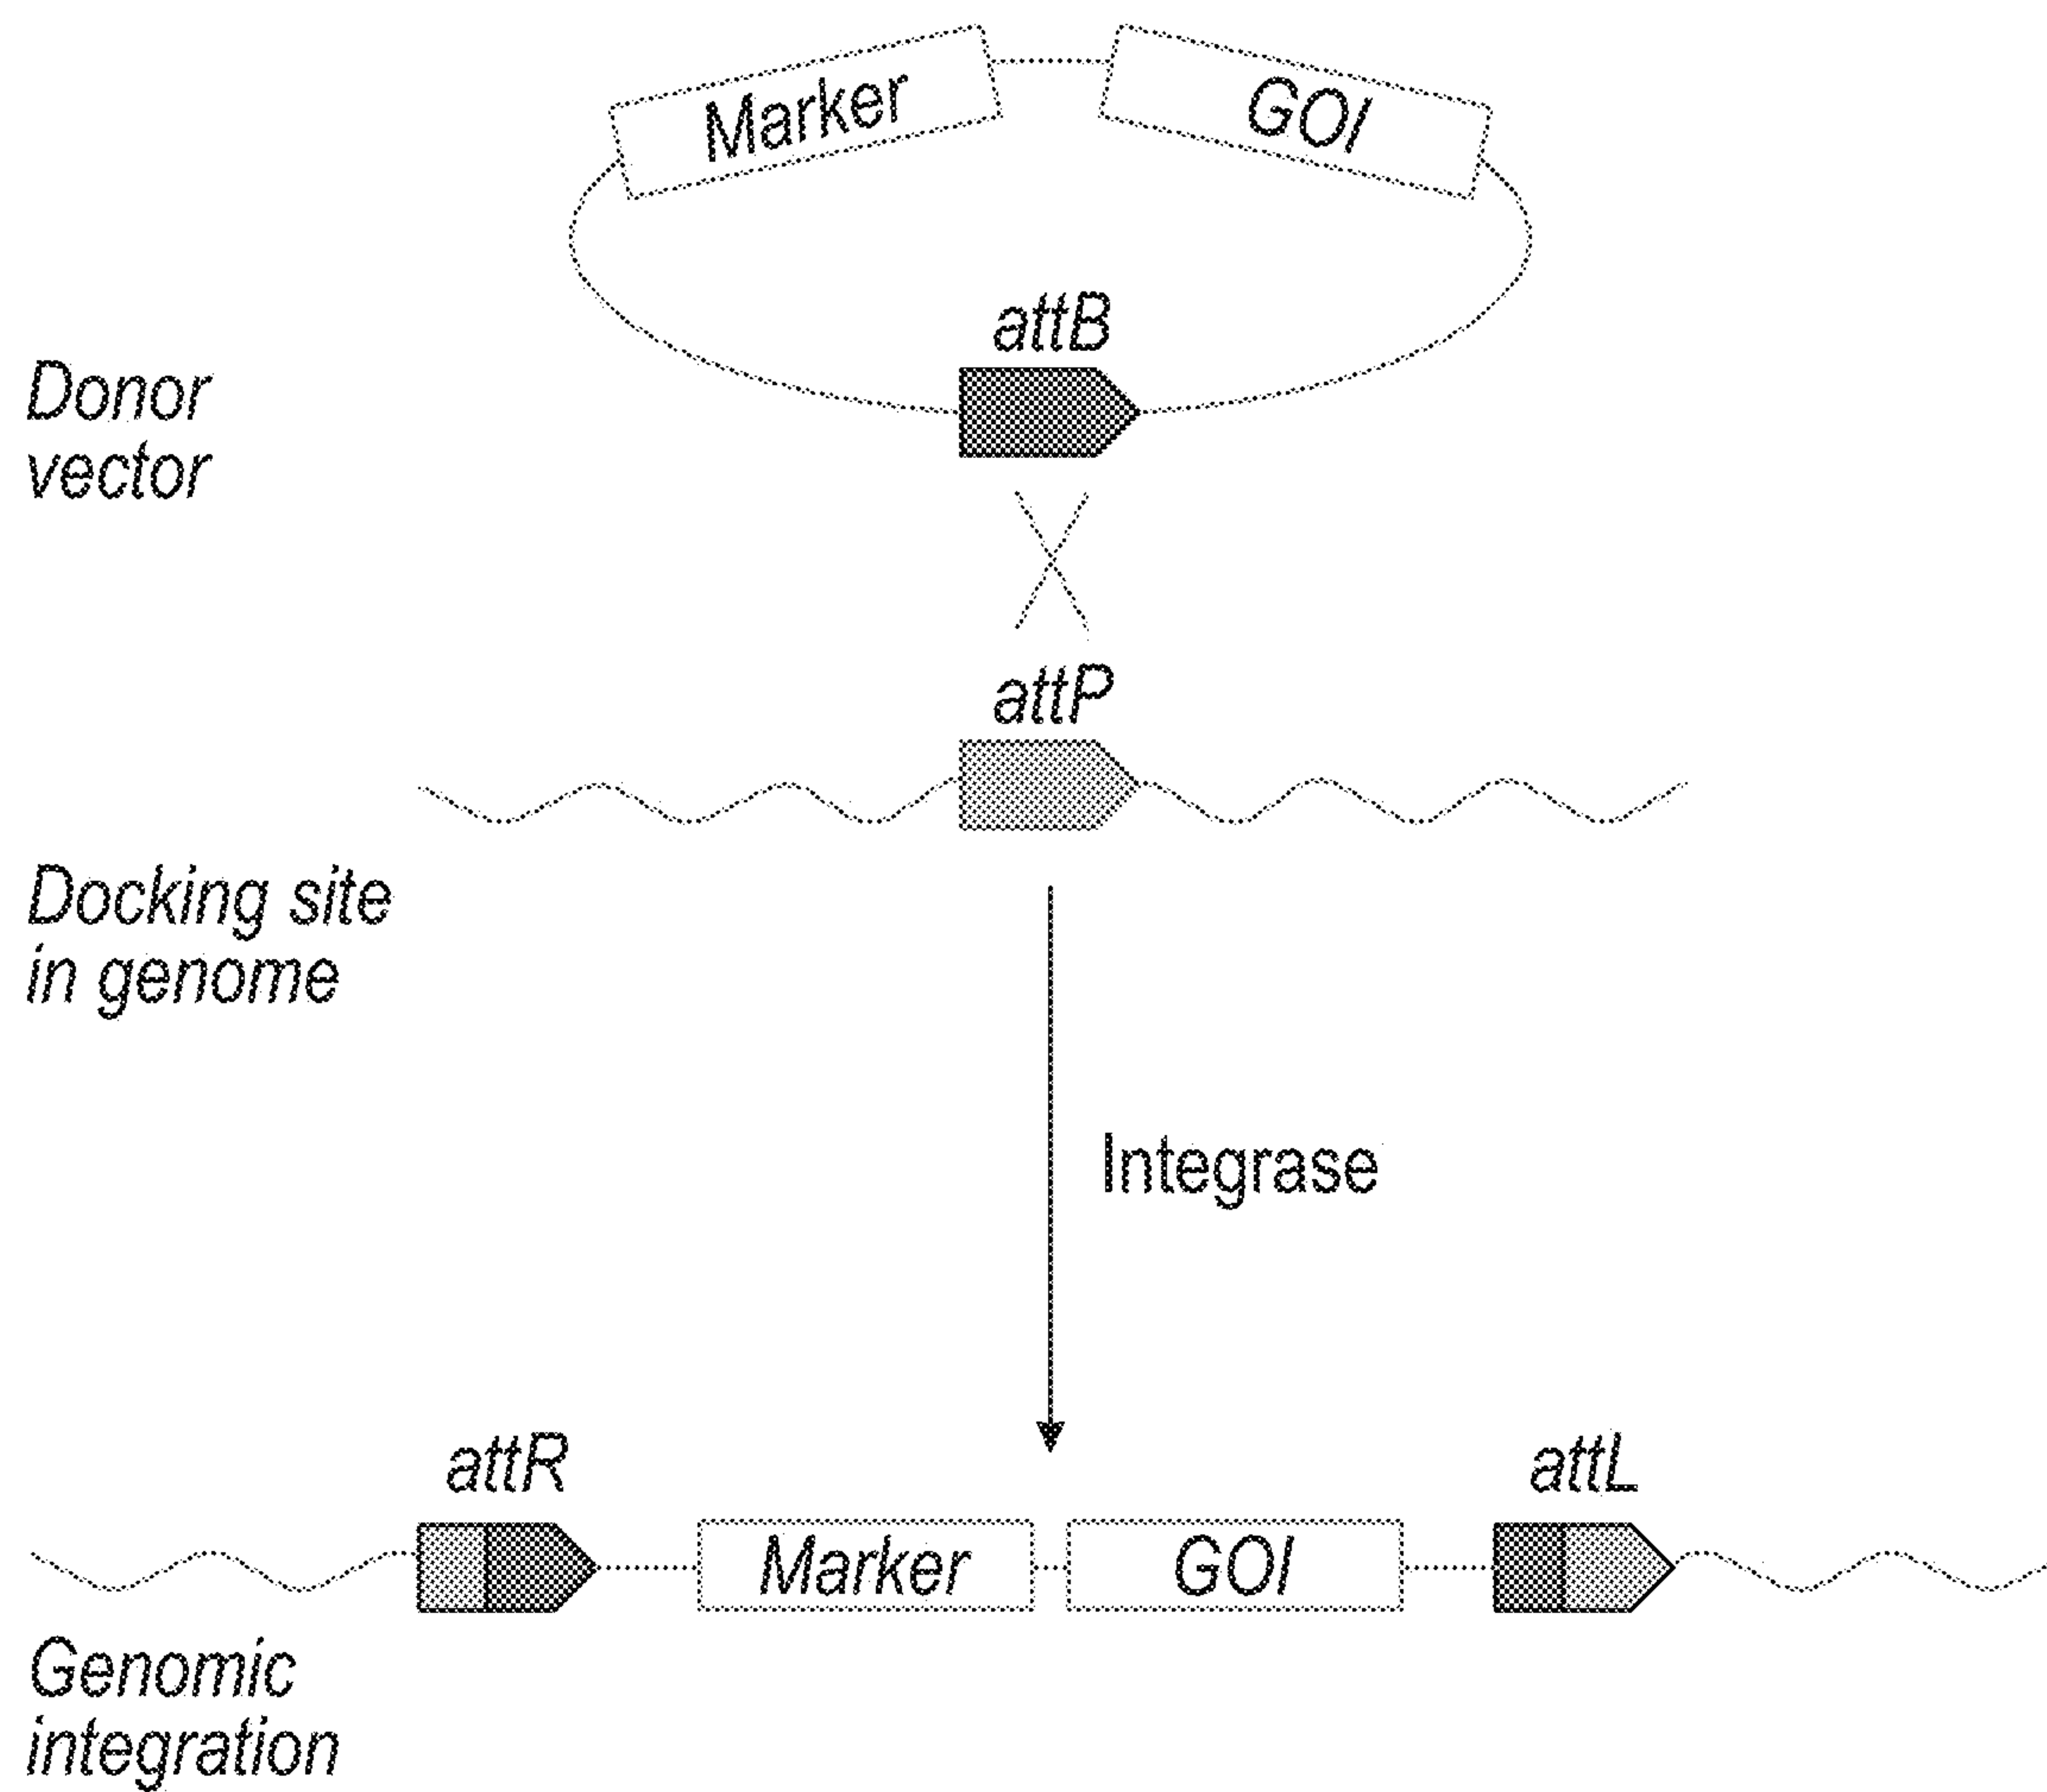 Marker GOI
attB
Donor
vector
attP
Docking site
in genome
Integrase
attR attL
Marker GOI
Genomic
integration